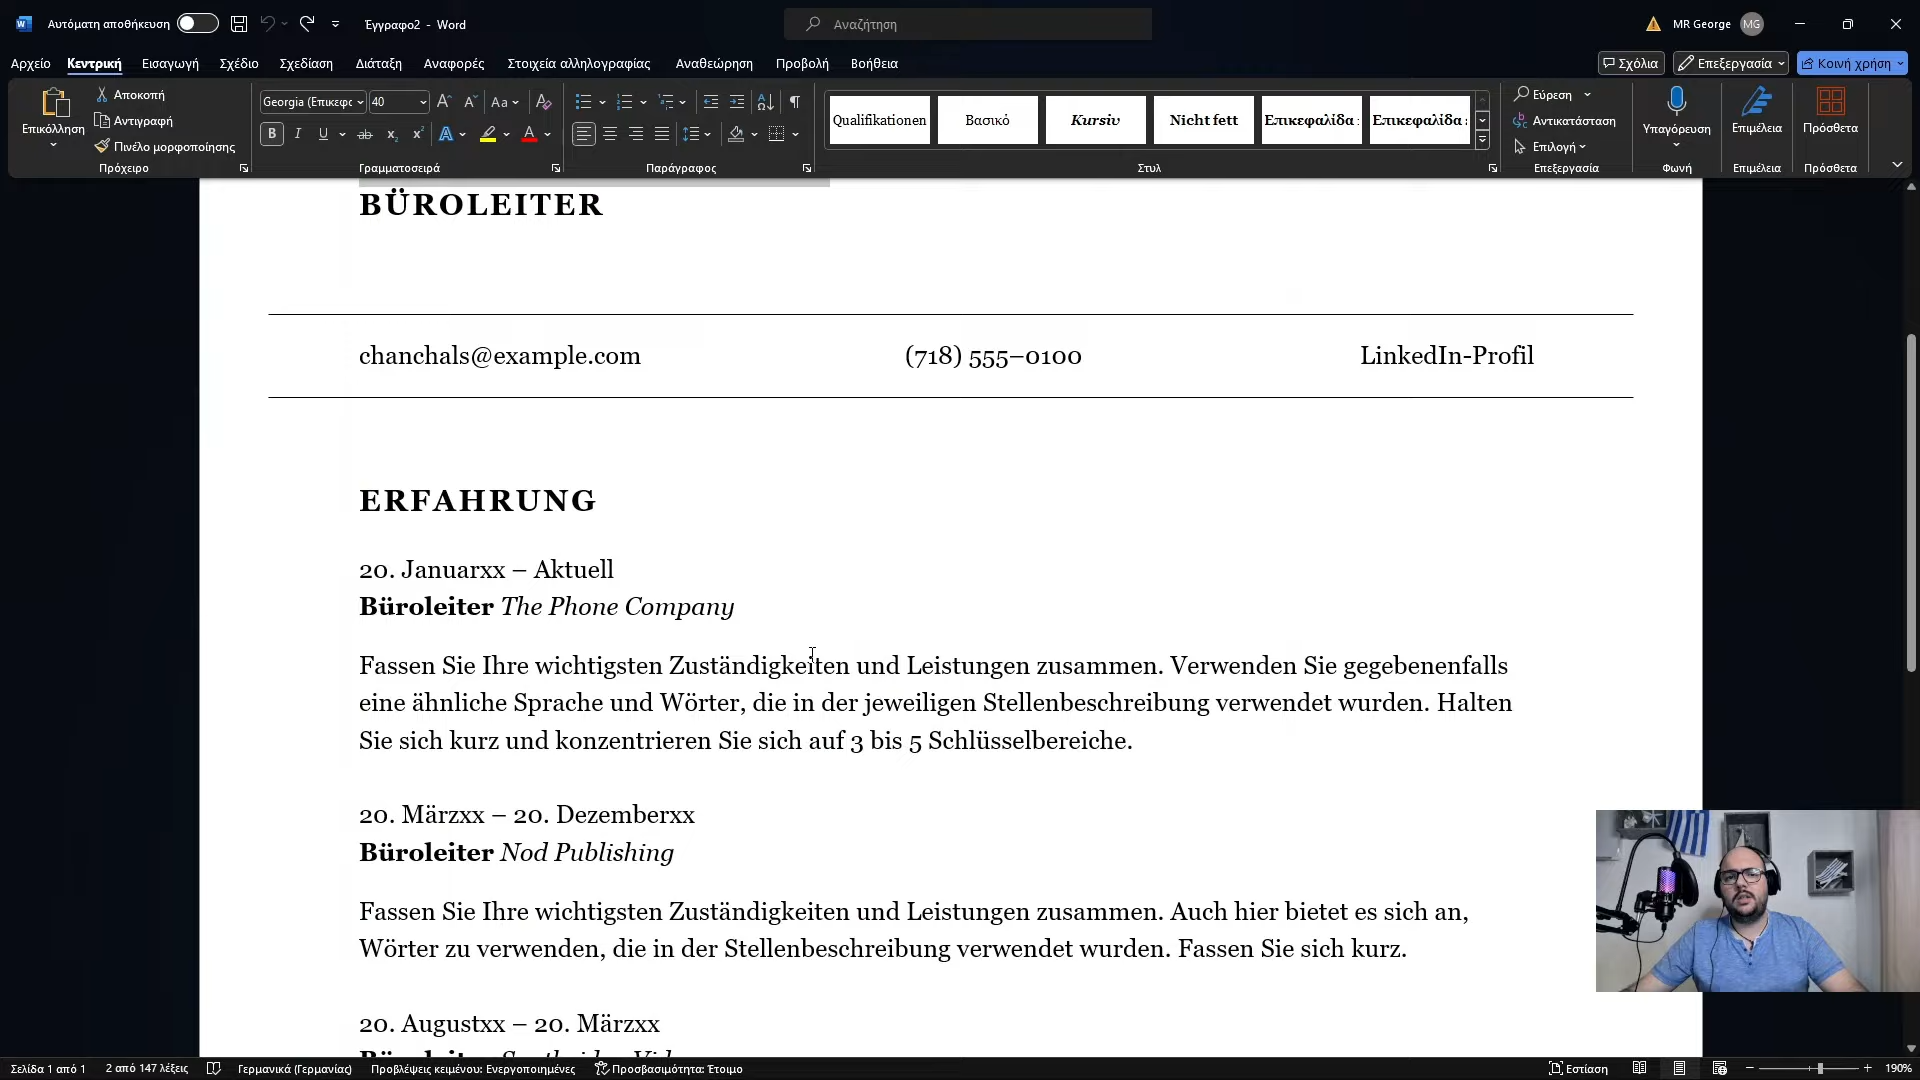 Αυτόματη αποθήκευση
Έγγραφο2 - Word
Αναζήτηση
MR George
MG
Αρχείο Κεντρική Εισαγωγή Σχέδιο Σχεδίαση Διάταξη Αναφορές Στοιχεία αλληλογραφίας Αναθεώρηση Προβολή Βοήθεια
Σχόλια Επεξεργασία Κοινή χρήση
Επικόλληση
Αποκοπή
Αντιγραφή
Πινέλο μορφοποίησης
Πρόχειρο
Georgia (Επικεφ 40
Γραμματοσειρά
Παράγραφος
Qualifikationen Βασικό Kursiv Nicht fett Επικεφαλίδα Επικεφαλίδα
Στυλ
Εύρεση
Αντικατάσταση
Επιλογή
Επεξεργασία
Υπαγόρευση
Φωνή
Επιμέλεια
Επιμέλεια
Πρόσθετα
Πρόσθετα
BÜROLEITER
chanchals@example.com (718) 555–0100 LinkedIn-Profil
ERFAHRUNG
20. Januarxx – Aktuell
Büroleiter The Phone Company
Fassen Sie Ihre wichtigsten Zuständigkeiten und Leistungen zusammen. Verwenden Sie gegebenenfalls
eine ähnliche Sprache und Wörter, die in der jeweiligen Stellenbeschreibung verwendet wurden. Halten
Sie sich kurz und konzentrieren Sie sich auf 3 bis 5 Schlüsselbereiche.
20. Märzxx – 20. Dezemberxx
Büroleiter Nod Publishing
Fassen Sie Ihre wichtigsten Zuständigkeiten und Leistungen zusammen. Auch hier bietet es sich an,
Wörter zu verwenden, die in der Stellenbeschreibung verwendet wurden. Fassen Sie sich kurz.
20. Augustxx – 20. Märzxx
Büroleiter
Σελίδα 1 από 1 2 από 147 λέξεις Γερμανικά (Γερμανίας) Προβλέψεις κειμένου: Ενεργοποιημένες Προσβασιμότητα: Έτοιμο
Εστίαση 190%